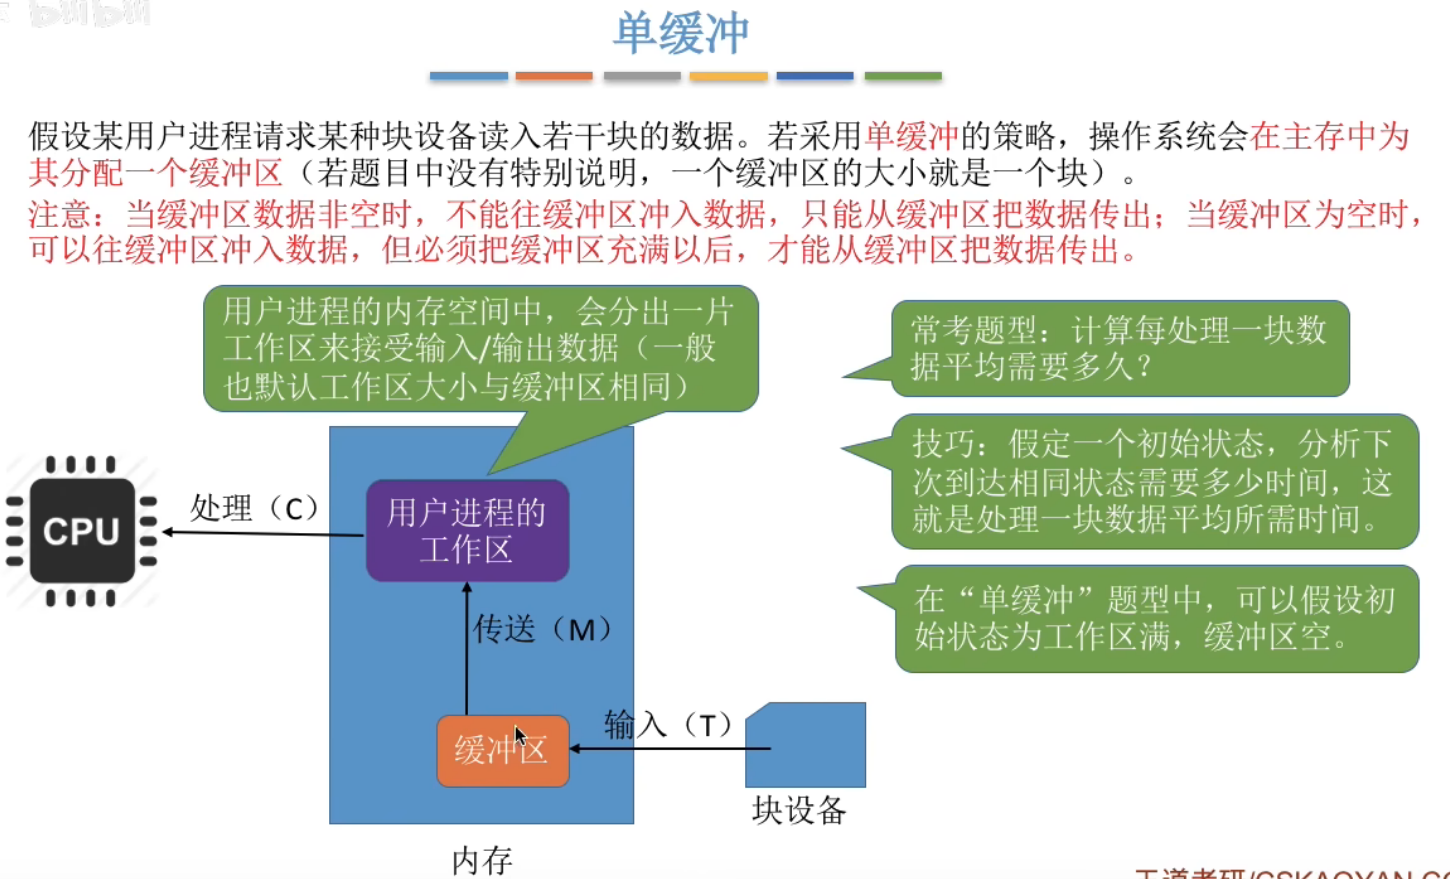 单缓冲
假设某用户进程请求某种块设备读入若干块的数据。若采用单缓冲的策略，操作系统会在主存中为
其分配一个缓冲区（若题目中没有特别说明，一个缓冲区的大小就是一个块）。
注意：当缓冲区数据非空时，不能往缓冲区冲入数据，只能从缓冲区把数据传出；当缓冲区为空时，
可以往缓冲区冲入数据，但必须把缓冲区充满以后，才能从缓冲区把数据传出。
用户进程的内存空间中，会分出一片
工作区来接受输入/输出数据（一般
也默认工作区大小与缓冲区相同）
常考题型：计算每处理一块数
据平均需要多久？
技巧：假定一个初始状态，分析下
次到达相同状态需要多少时间，这
就是处理一块数据平均所需时间。
在“单缓冲”题型中，可以假设初
始状态为工作区满，缓冲区空。
CPU
处理（C）
用户进程的
工作区
传送（M）
缓冲区
输入（T）
块设备
内存